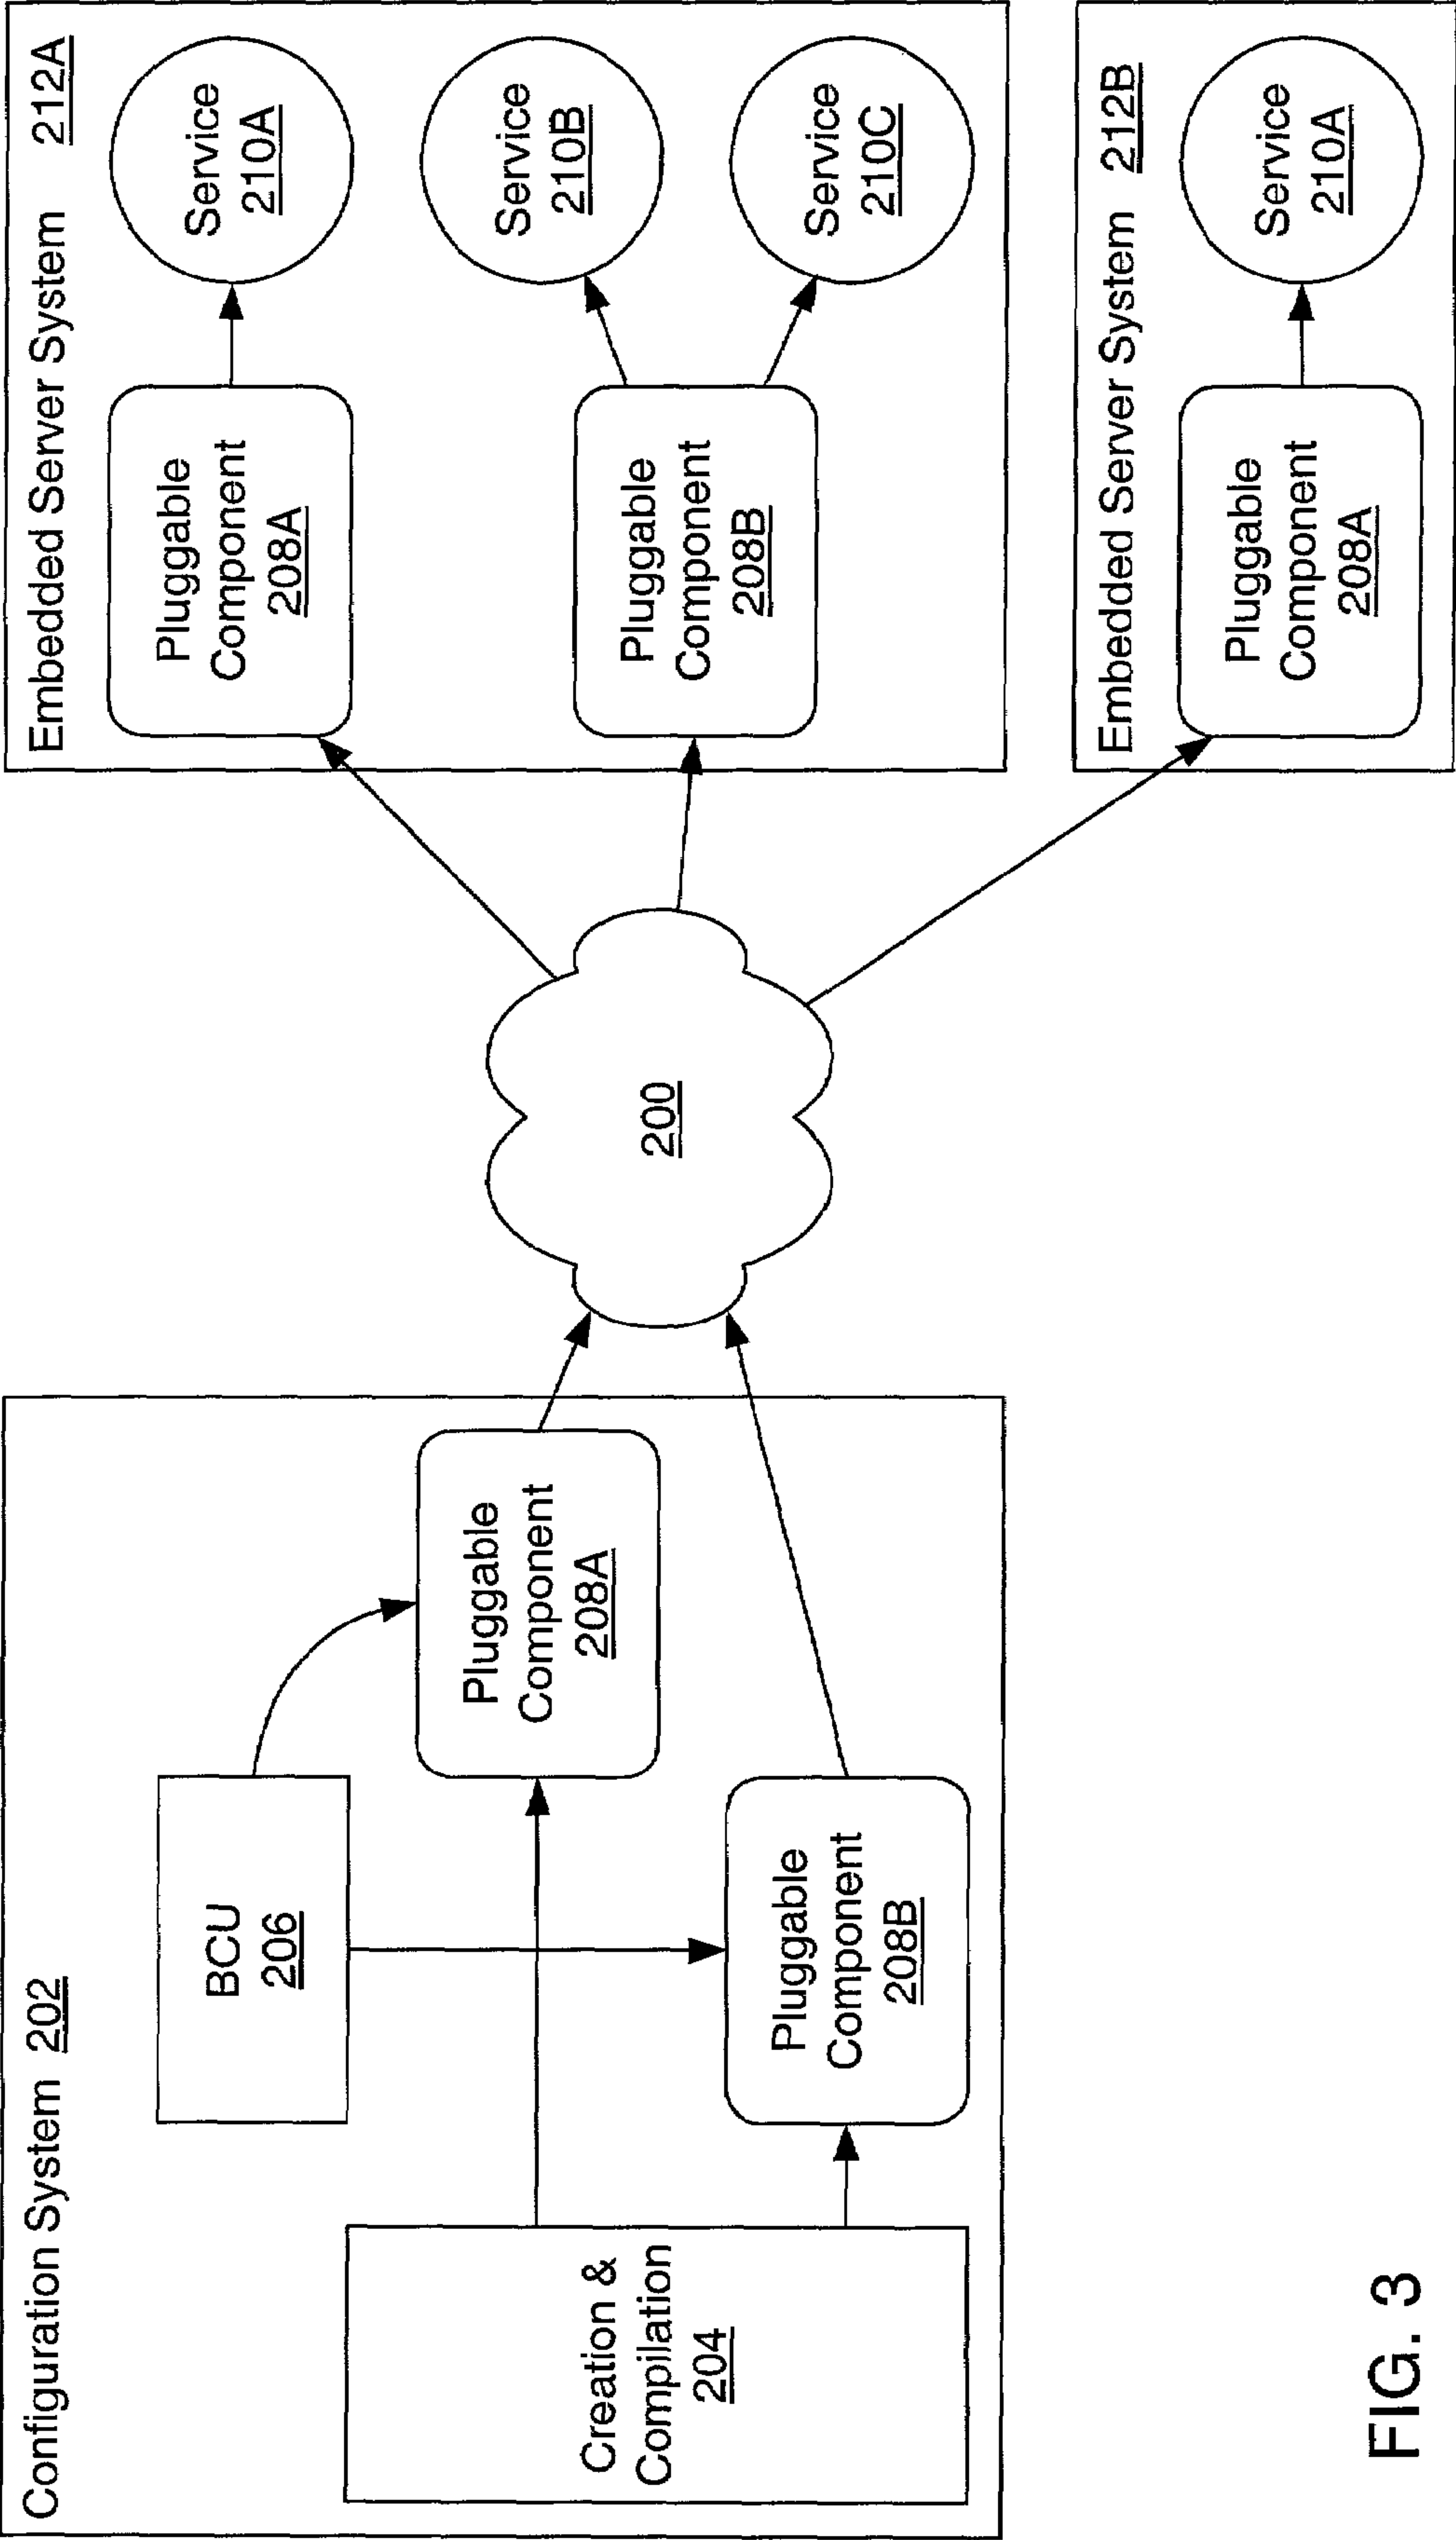 Configuration System 202
BCU
206
Creation &
Compilation
204
Pluggable
Component
208A
Pluggable
Component
208B
200
Embedded Server System 212A
Pluggable
Component
208A
Service
210A
Pluggable
Component
208B
Service
210B
Service
210C
Embedded Server System 212B
Pluggable
Component
208A
Service
210A
FIG. 3